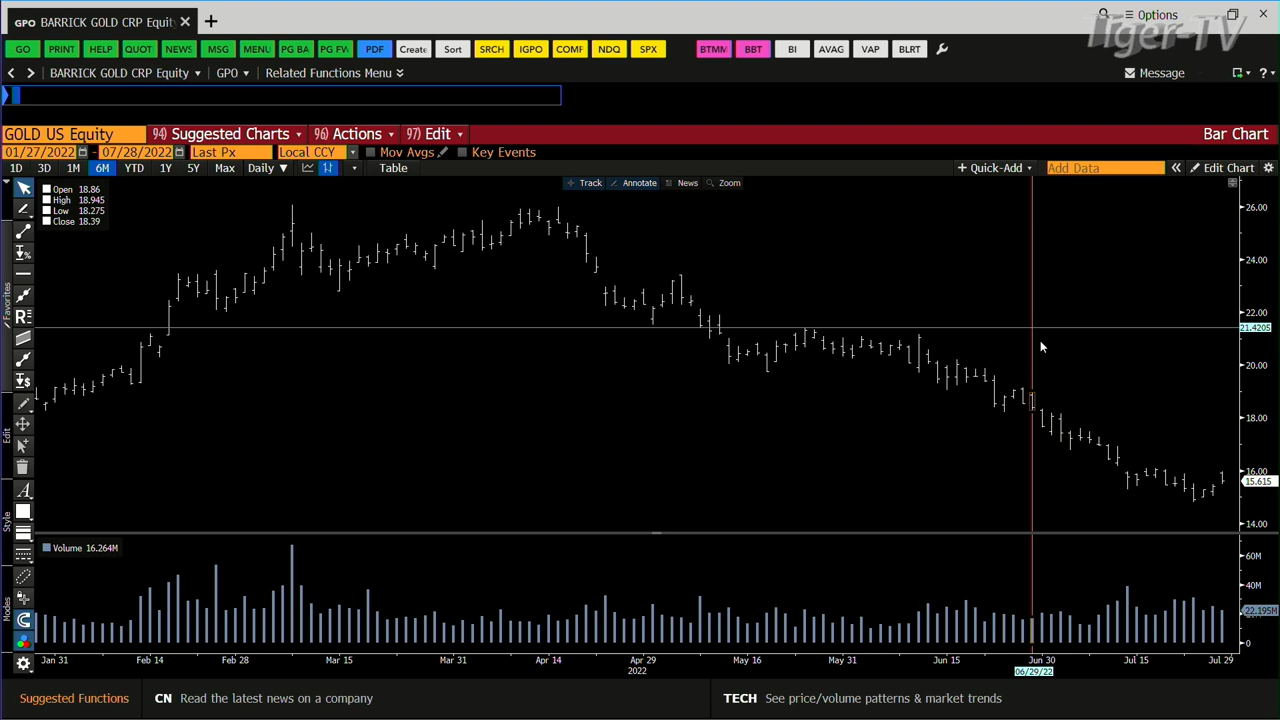 GPO BARRICK GOLD CRP Equity × +
Options
Tiger-TV
GO PRINT HELP QUOT NEWS MSG MENU PG BA PG FW PDF Create Sort SRCH IGPO COMF NDQ SPX BTMM BBT BI AVAG VAP BLRT
< > BARRICK GOLD CRP Equity GPO Related Functions Menu
Message ?
GOLD US Equity 94) Suggested Charts 96) Actions 97) Edit Bar Chart
01/27/2022 - 07/28/2022 Last Px Local CCY Mov Avgs Key Events
1D 3D 1M 6M YTD 1Y 5Y Max Daily ▼ Table + Quick-Add Add Data « Edit Chart
Track Annotate News Zoom
Open 18.86
High 18.945
Low 18.275
Close 18.39
26.00
24.00
22.00
21.4205
20.00
18.00
16.00
15.615
14.00
Favorites
Edit
Style
Modes
Volume 16.264M
60M
40M
22.195M
0
Jan 31 Feb 14 Feb 28 Mar 15 Mar 31 Apr 14 Apr 29 May 16 May 31 Jun 15 Jun 30 Jul 15 Jul 29
2022
06/29/22
Suggested Functions CN Read the latest news on a company TECH See price/volume patterns & market trends